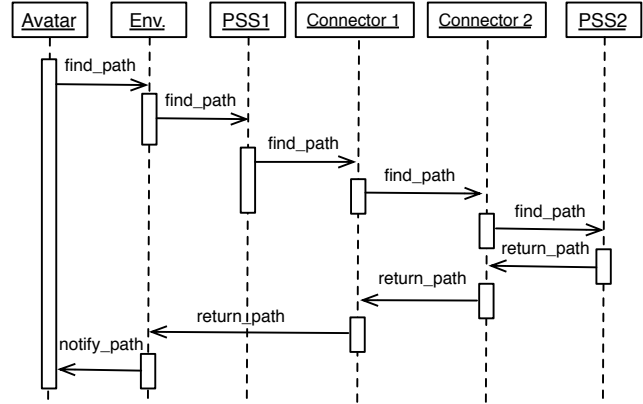 Avatar
Env.
PSS1
Connector 1
Connector 2
PSS2
find_path
find_path
find_path
find_path
find_path
return_path
return_path
return_path
notify_path